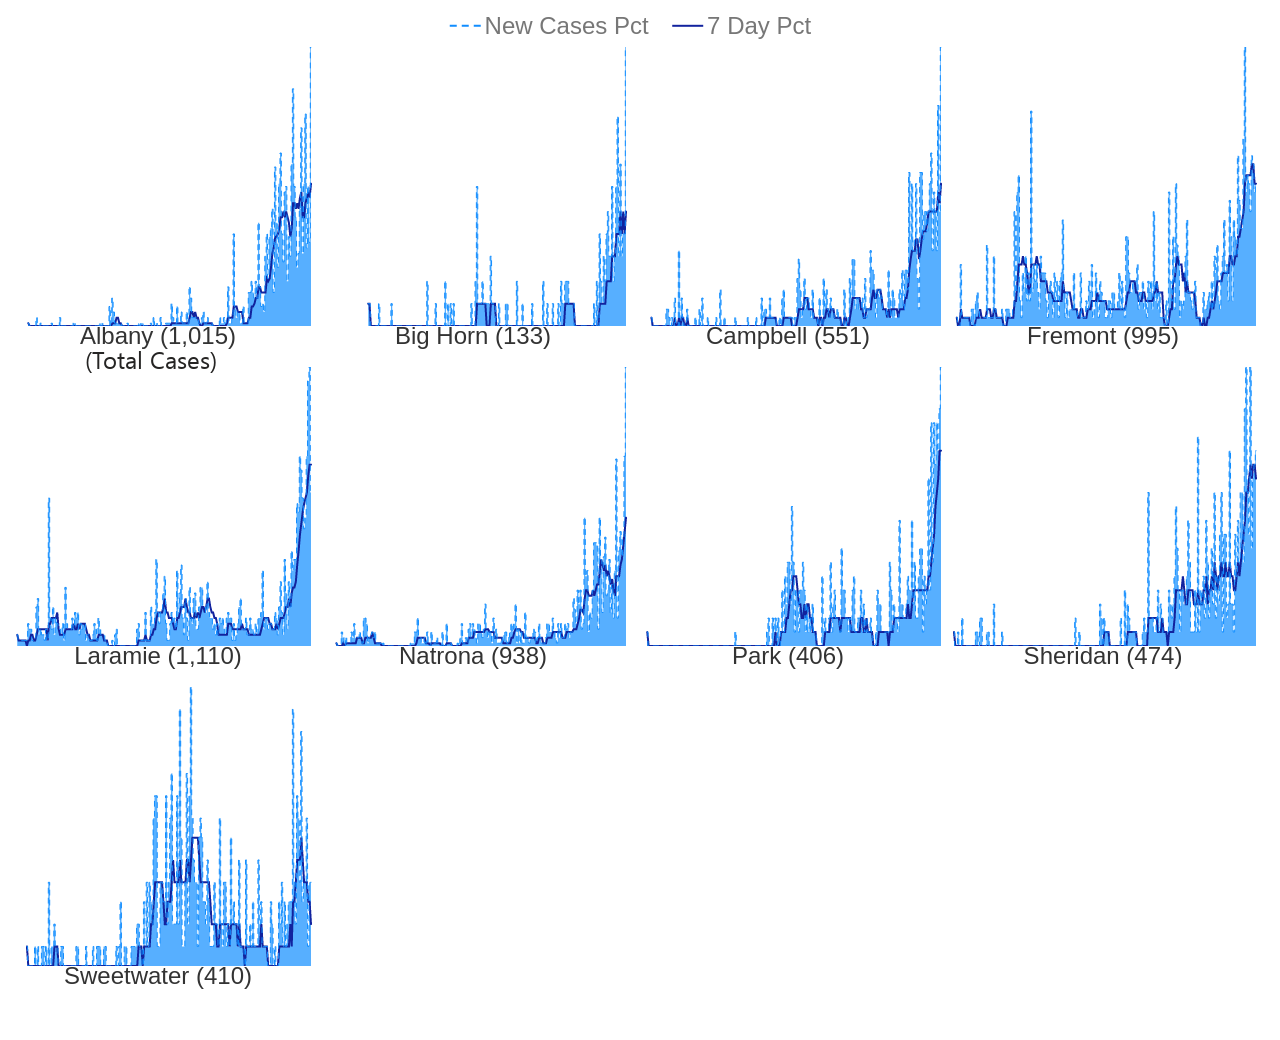 New Cases Pct 7 Day Pct
Albany (1,015) Big Horn (133) Campbell (551) Fremont (995)
(Total Cases)
Laramie (1,110) Natrona (938) Park (406) Sheridan (474)
Sweetwater (410)